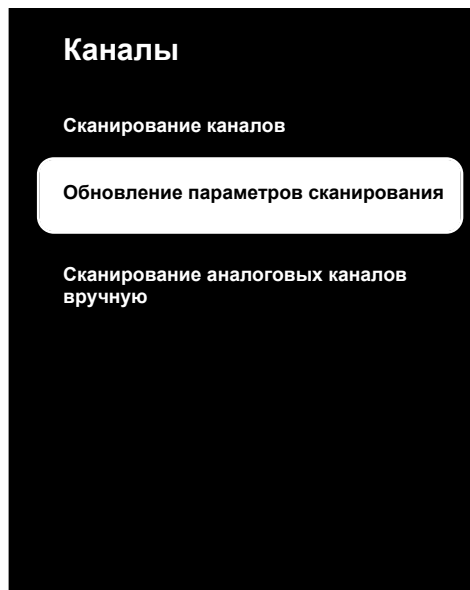 Каналы
Сканирование каналов
Обновление параметров сканирования
Сканирование аналоговых каналов
вручную